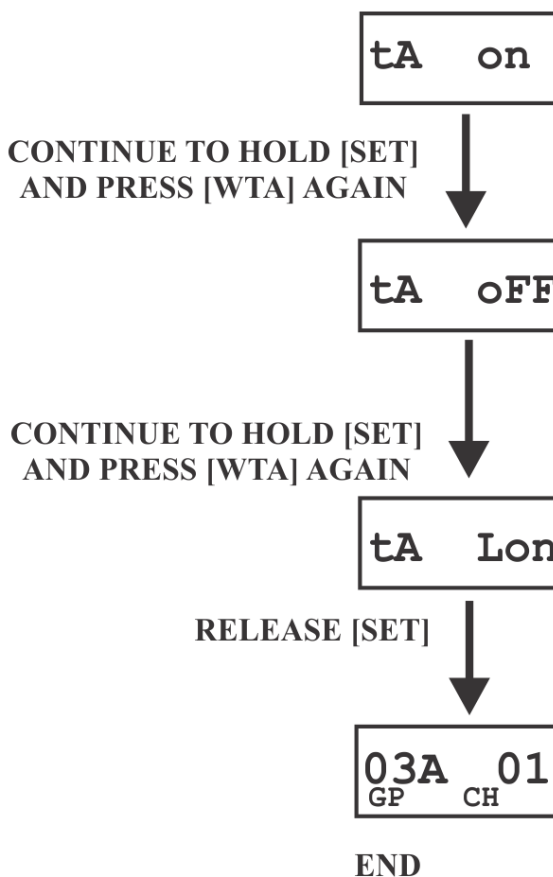 tA on
CONTINUE TO HOLD [SET]
AND PRESS [WTA] AGAIN
tA oFF
CONTINUE TO HOLD [SET]
AND PRESS [WTA] AGAIN
tA Lon
RELEASE [SET]
03A 01
GP CH
END